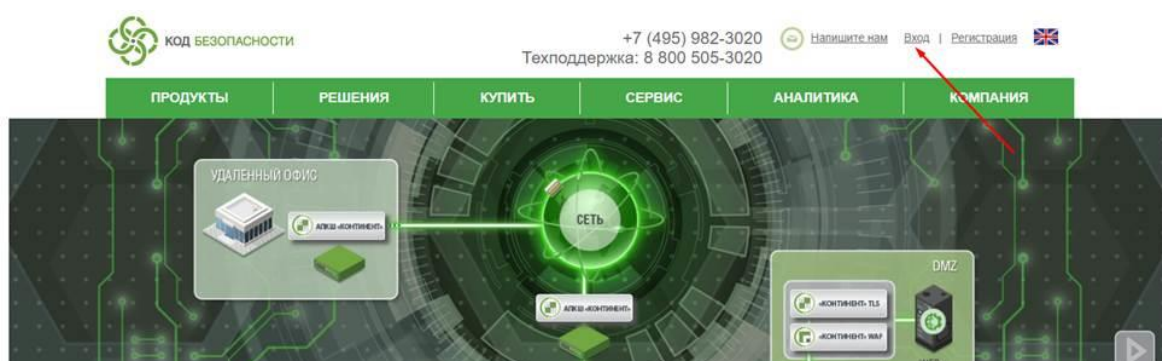 КОД БЕЗОПАСНОСТИ
+7 (495) 982-3020
Напишите нам Вход | Регистрация
Техподдержка: 8 800 505-3020
ПРОДУКТЫ РЕШЕНИЯ КУПИТЬ СЕРВИС АНАЛИТИКА КОМПАНИЯ
УДАЛЕННЫЙ ОФИС
АПКШ «КОНТИНЕНТ»
СЕТЬ
АПКШ «КОНТИНЕНТ»
DMZ
«КОНТИНЕНТ» TLS
«КОНТИНЕНТ» WAF